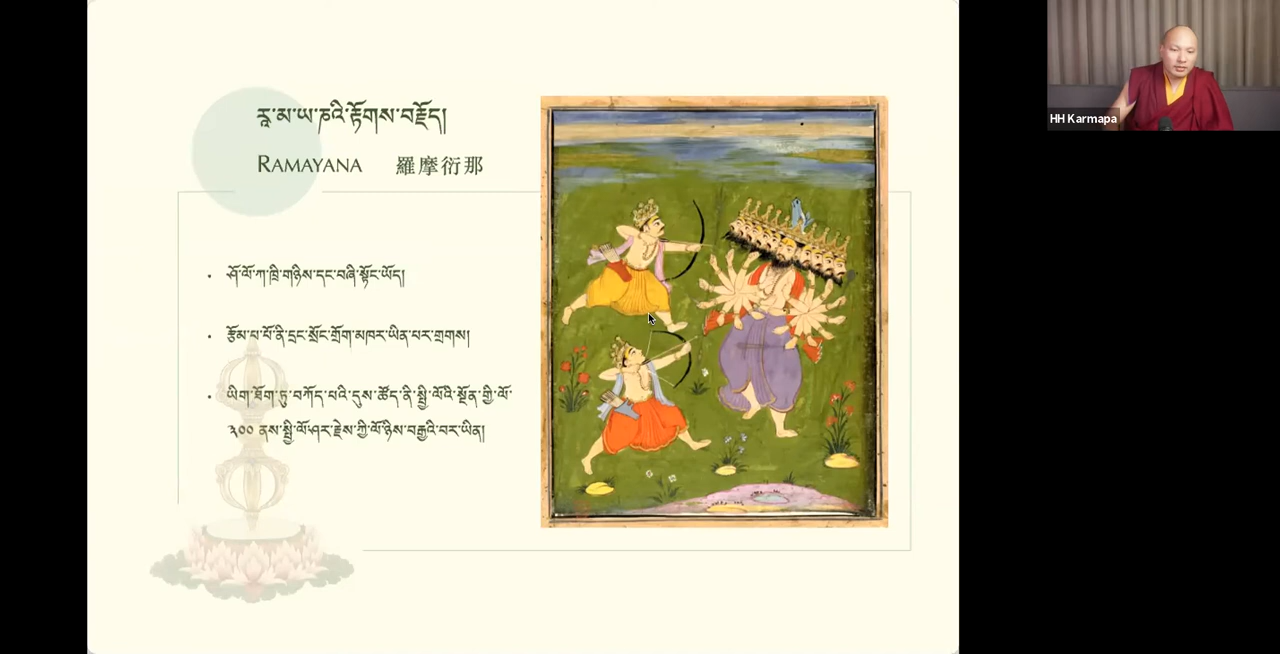 རཱ་མ་ཡ་ཎའི་རྟོགས་བརྗོད།
RAMAYANA 羅摩衍那
• ཤོ་ལོ་ཀ་ཁྲི་གཉིས་དང་བཞི་སྟོང་ཡོད།
• རྩོམ་པ་པོ་ནི་དྲང་སྲོང་གྲོག་མཁར་ཡིན་པར་གྲགས།
• ཡིག་ཐོག་ཏུ་བཀོད་པའི་དུས་ཚོད་ནི་སྤྱི་ལོའི་སྔོན་གྱི་ལོ་
༣༠༠ ནས་སྤྱི་ལོ་ཤར་རྗེས་ཀྱི་ལོ་ཉིས་བརྒྱའི་བར་ཡིན།
HH Karmapa